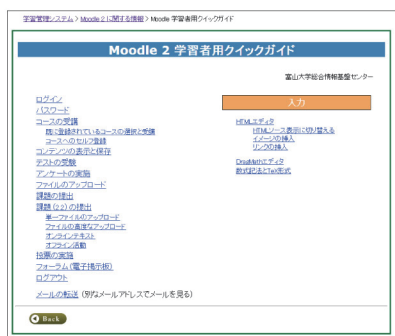 学習管理システム > Moodle 2 に関する情報 > Moodle 学習者用クイックガイド
Moodle 2 学習者用クイックガイド
富山大学総合情報基盤センター
ログイン
パスワード
コースの受講
既に登録されているコースの選択と受講
コースへのセルフ登録
コンテンツの表示と保存
テストの受験
アンケートの実施
ファイルのアップロード
課題の提出
課題(2.2)の提出
単一ファイルのアップロード
ファイルの高度なアップロード
オンラインテキスト
オフライン活動
投票の実施
フォーラム(電子掲示板)
ログアウト
メールの転送 (別なメールアドレスでメールを見る)
入力
HTMLエディタ
HTMLソース表示に切り替える
イメージの挿入
リンクの挿入
DragMathエディタ
数式記法とTeX形式
Back